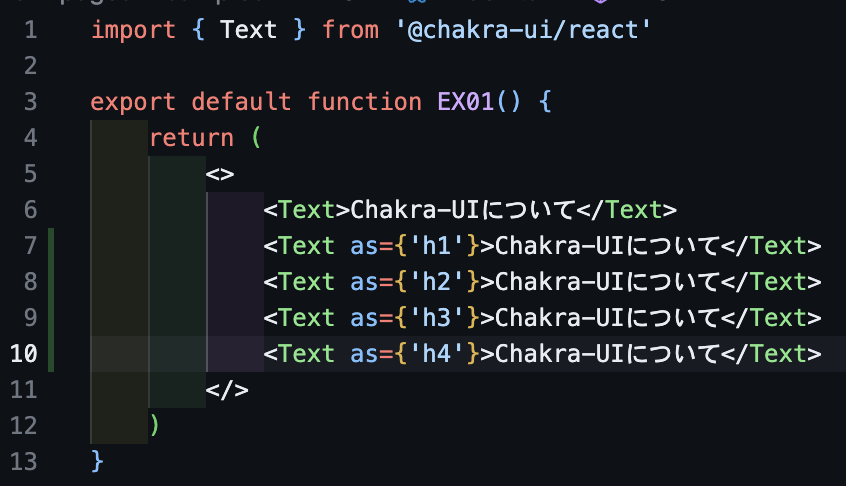 1 import { Text } from '@chakra-ui/react'
2
3 export default function EX01() {
4 return (
5 <>
6 <Text>Chakra-UIについて</Text>
7 <Text as={'h1'}>Chakra-UIについて</Text>
8 <Text as={'h2'}>Chakra-UIについて</Text>
9 <Text as={'h3'}>Chakra-UIについて</Text>
10 <Text as={'h4'}>Chakra-UIについて</Text>
11 </>
12 )
13 }